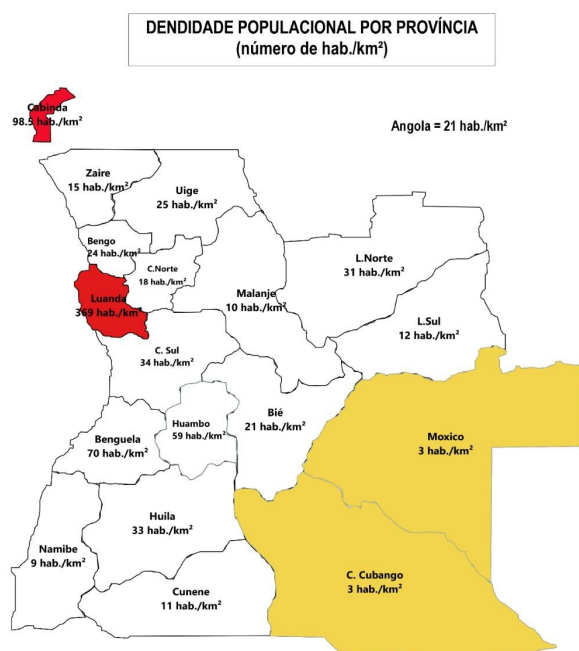 DENDIDADE POPULACIONAL POR PROVÍNCIA
(número de hab./km²)
Cabinda
98.5 hab./km²
Angola = 21 hab./km²
Zaire
15 hab./km²
Uige
25 hab./km²
Bengo
24 hab./km²
C.Norte
18 hab./km²
L.Norte
31 hab./km²
Malanje
10 hab./km²
Luanda
369 hab./km²
L.Sul
12 hab./km²
C. Sul
34 hab./km²
Bié
21 hab./km²
Huambo
59 hab./km²
Benguela
70 hab./km²
Moxico
3 hab./km²
Huila
33 hab./km²
Namibe
9 hab./km²
C. Cubango
3 hab./km²
Cunene
11 hab./km²